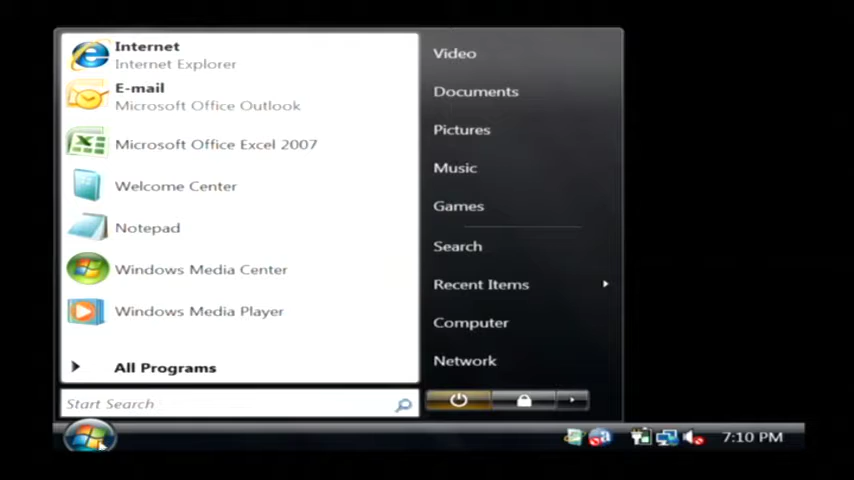 Internet
Internet Explorer
E-mail
Microsoft Office Outlook
Microsoft Office Excel 2007
Welcome Center
Notepad
Windows Media Center
Windows Media Player
All Programs
Start Search
Video
Documents
Pictures
Music
Games
Search
Recent Items
Computer
Network
7:10 PM